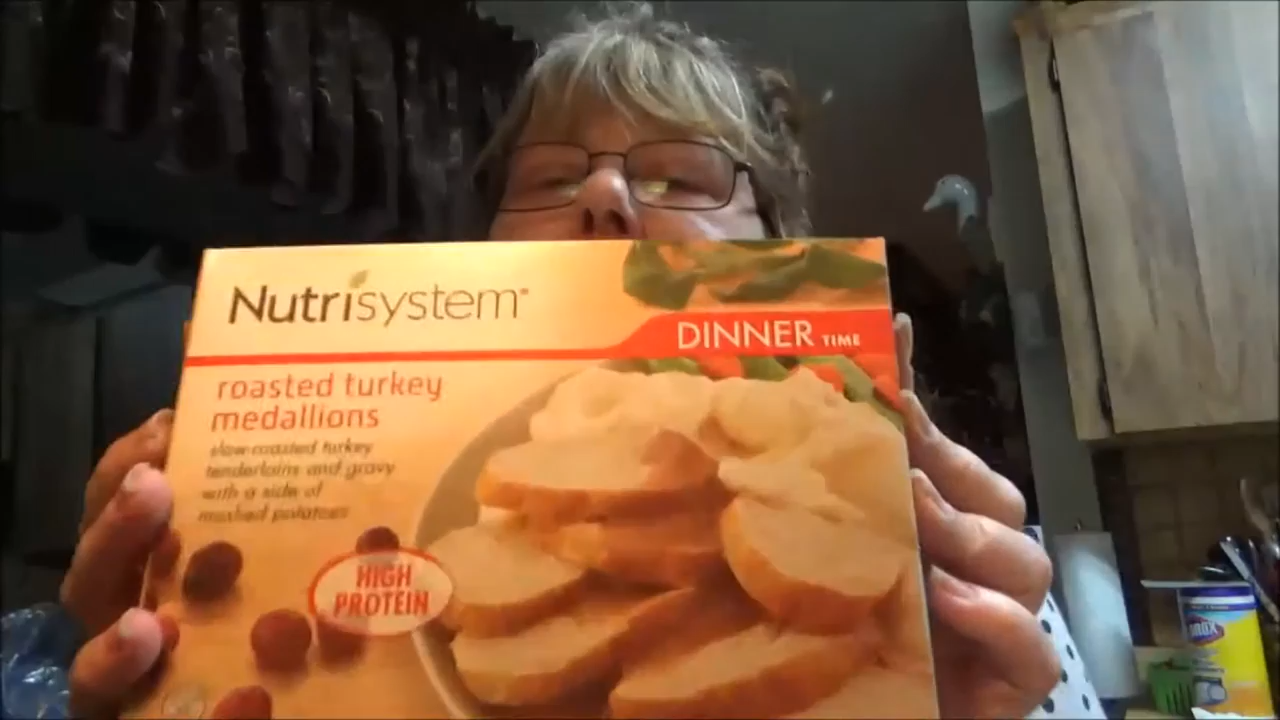 Nutrisystem
DINNER TIME
roasted turkey
medallions
slow-roasted turkey
tenderloins and gravy
with a side of
mashed potatoes
HIGH
PROTEIN